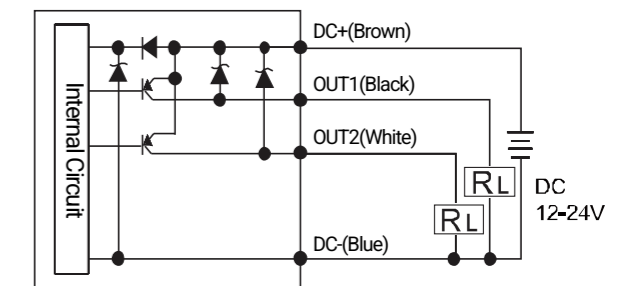 DC+(Brown)
OUT1(Black)
OUT2(White)
Internal Circuit
RL
RL
DC
12-24V
DC-(Blue)